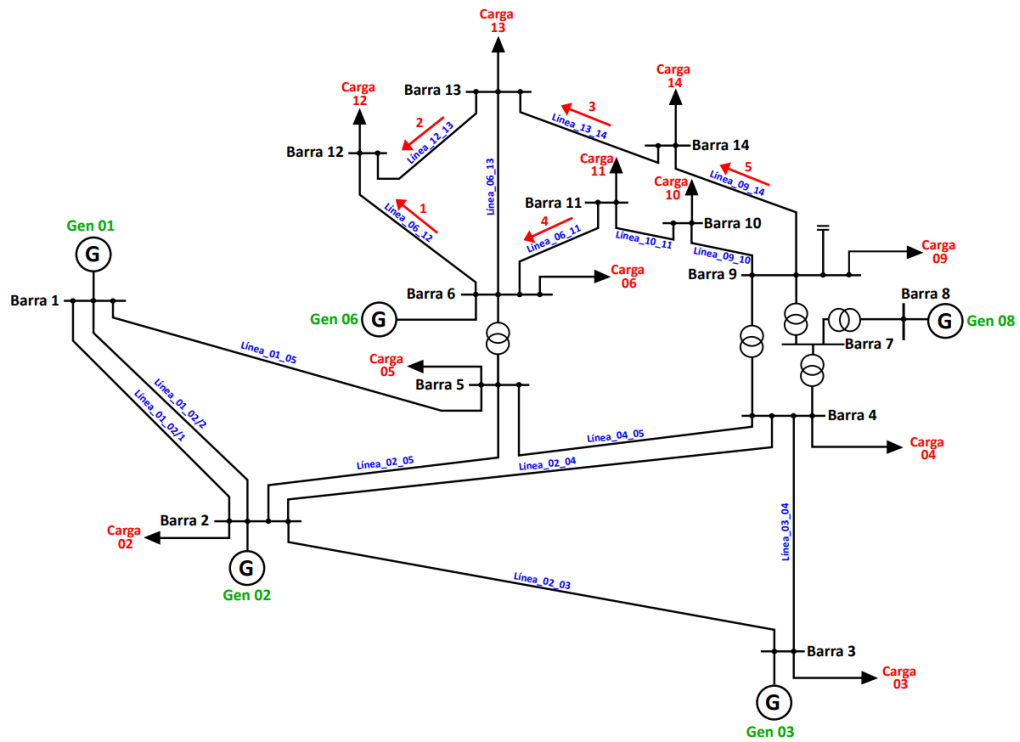 Carga
13
Barra 13
Carga
12
2
Línea_12_13
3
Línea_13_14
Carga
14
Barra 12
Barra 14
Línea_06_13
Carga
11
5
Línea_09_14
Carga
10
1
Línea_06_12
Barra 11
4
Línea_06_11
Línea_10_11
Barra 10
Línea_09_10
Gen 01
G
Barra 1
Barra 6
Carga
06
Barra 9
Carga
09
Gen 06
G
Barra 8
G
Gen 08
Barra 7
Línea_01_05
Carga
05
Barra 5
Línea_01_02/2
Línea_01_02/1
Barra 4
Línea_04_05
Línea_02_05
Línea_02_04
Carga
04
Barra 2
Carga
02
Línea_03_04
G
Gen 02
Línea_02_03
Barra 3
Carga
03
G
Gen 03